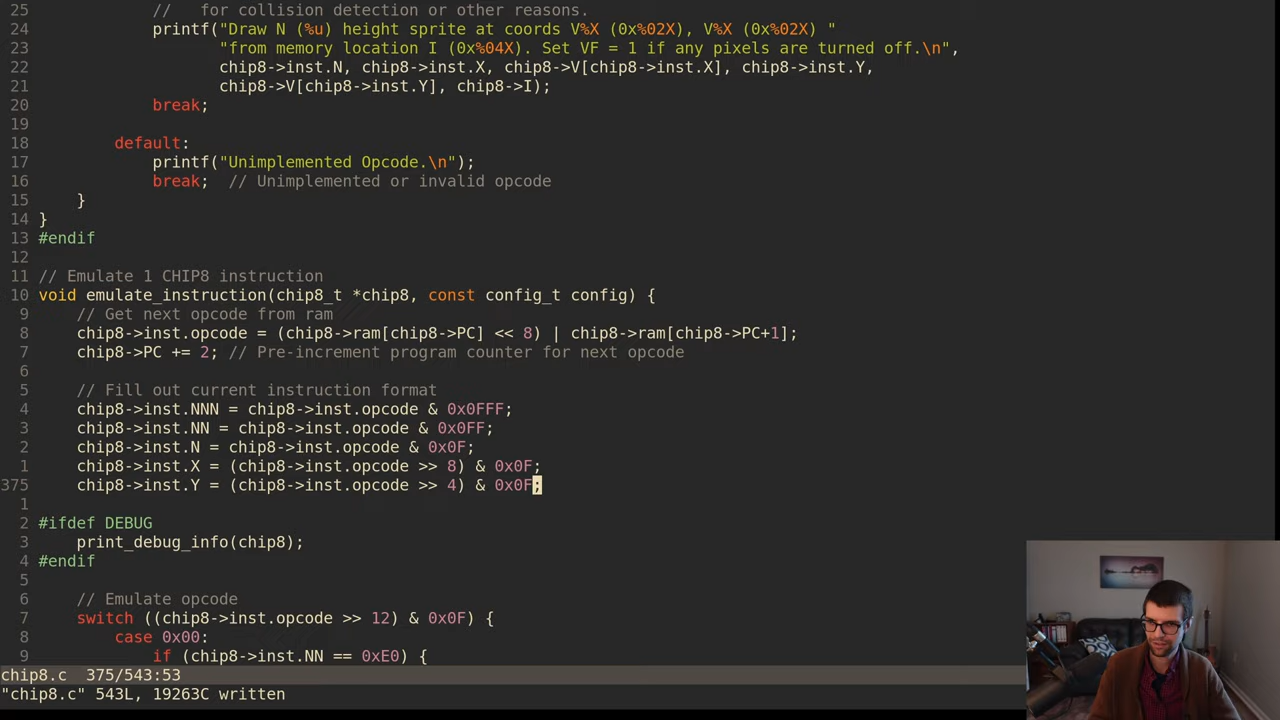 25             //   for collision detection or other reasons.
24             printf("Draw N (%u) height sprite at coords V%X (0x%02X), V%X (0x%02X) "
23                    "from memory location I (0x%04X). Set VF = 1 if any pixels are turned off.\n",
22                    chip8->inst.N, chip8->inst.X, chip8->V[chip8->inst.X], chip8->inst.Y,
21                    chip8->V[chip8->inst.Y], chip8->I);
20             break;
19
18         default:
17             printf("Unimplemented Opcode.\n");
16             break;  // Unimplemented or invalid opcode
15     }
14 }
13 #endif
12
11 // Emulate 1 CHIP8 instruction
10 void emulate_instruction(chip8_t *chip8, const config_t config) {
9     // Get next opcode from ram
8     chip8->inst.opcode = (chip8->ram[chip8->PC] << 8) | chip8->ram[chip8->PC+1];
7     chip8->PC += 2; // Pre-increment program counter for next opcode
6
5     // Fill out current instruction format
4     chip8->inst.NNN = chip8->inst.opcode & 0x0FFF;
3     chip8->inst.NN = chip8->inst.opcode & 0x0FF;
2     chip8->inst.N = chip8->inst.opcode & 0x0F;
1     chip8->inst.X = (chip8->inst.opcode >> 8) & 0x0F;
375     chip8->inst.Y = (chip8->inst.opcode >> 4) & 0x0F;
1
2 #ifdef DEBUG
3     print_debug_info(chip8);
4 #endif
5
6     // Emulate opcode
7     switch ((chip8->inst.opcode >> 12) & 0x0F) {
8         case 0x00:
9             if (chip8->inst.NN == 0xE0) {
chip8.c  375/543:53
"chip8.c" 543L, 19263C written